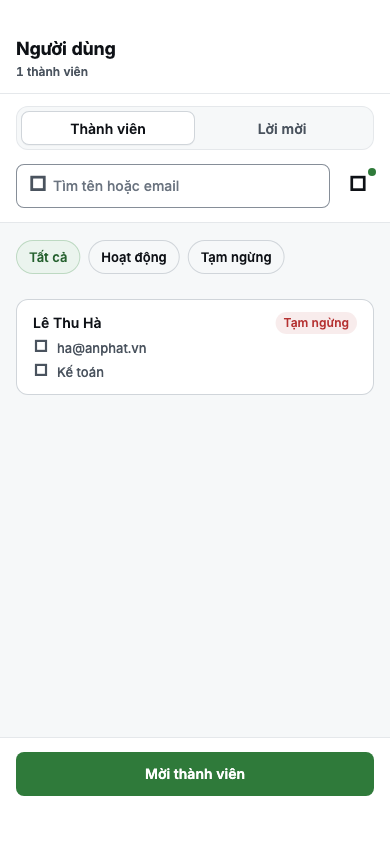 Người dùng
1 thành viên
Thành viên
Lời mời
Tìm tên hoặc email
Tất cả
Hoạt động
Tạm ngừng
Lê Thu Hà
Tạm ngừng
ha@anphat.vn
Kế toán
Mời thành viên